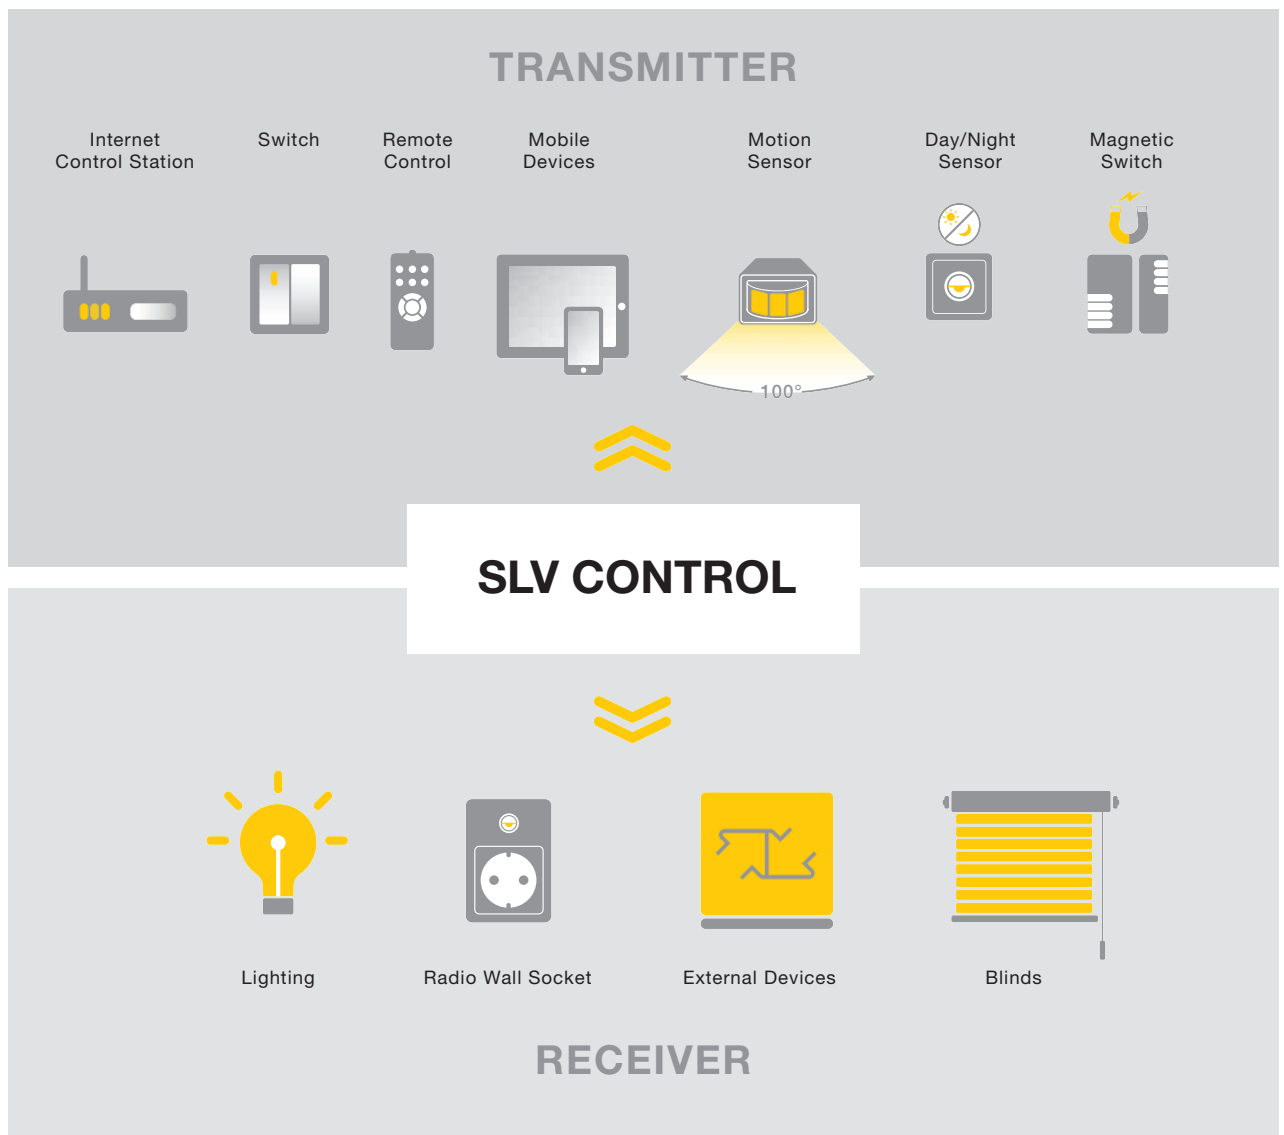 TRANSMITTER
Internet
Control Station
Switch
Remote
Control
Mobile
Devices
Motion
Sensor
Day/Night
Sensor
Magnetic
Switch
100°
SLV CONTROL
Lighting
Radio Wall Socket
External Devices
Blinds
RECEIVER